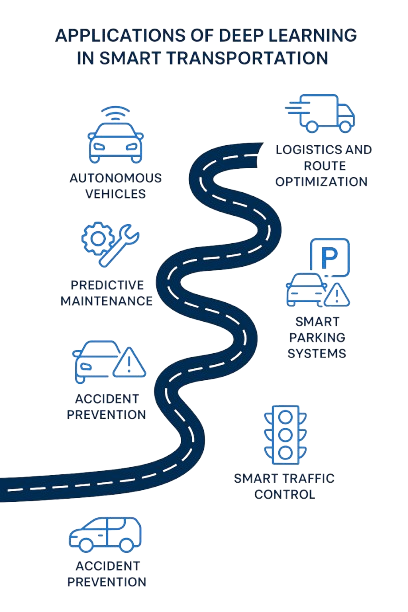 APPLICATIONS OF DEEP LEARNING
IN SMART TRANSPORTATION
AUTONOMOUS
VEHICLES
LOGISTICS AND
ROUTE
OPTIMIZATION
PREDICTIVE
MAINTENANCE
P
SMART
PARKING
SYSTEMS
ACCIDENT
PREVENTION
SMART TRAFFIC
CONTROL
ACCIDENT
PREVENTION